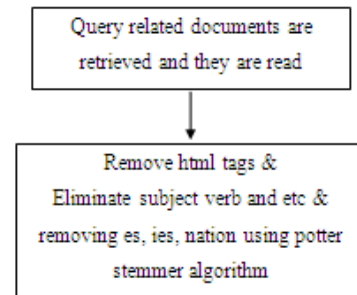 Query related documents are
retrieved and they are read
Remove html tags &
Eliminate subject verb and etc &
removing es, ies, nation using potter
stemmer algorithm